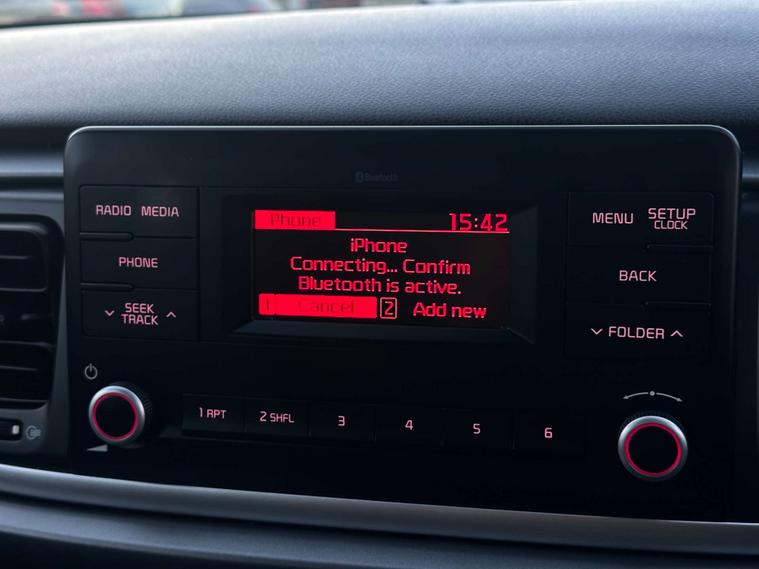 Bluetooth
RADIO MEDIA
PHONE
SEEK
TRACK
Phone 15:42
iPhone
Connecting... Confirm
Bluetooth is active.
1 Cancel 2 Add new
MENU SETUP
CLOCK
BACK
FOLDER
1 RPT 2 SHFL 3 4 5 6